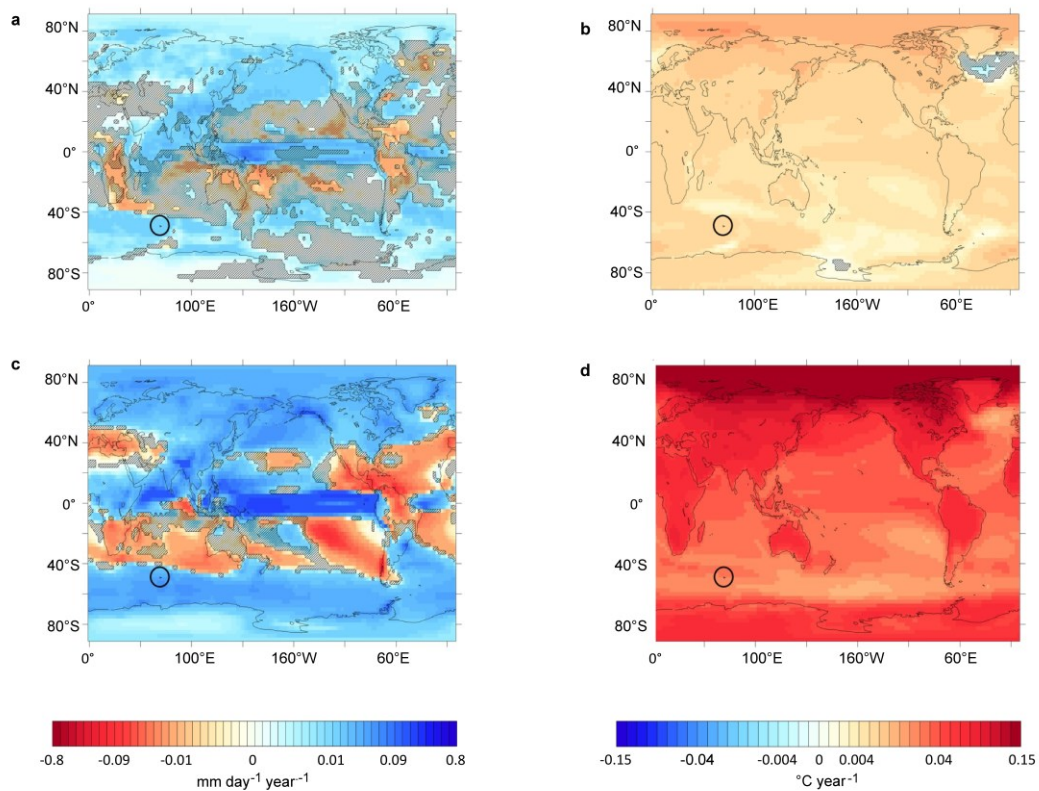 a
80°N
40°N
0°
40°S
80°S
0° 100°E 160°W 60°E
b
80°N
40°N
0°
40°S
80°S
0° 100°E 160°W 60°E
c
80°N
40°N
0°
40°S
80°S
0° 100°E 160°W 60°E
d
80°N
40°N
0°
40°S
80°S
0° 100°E 160°W 60°E
-0.8 -0.09 -0.01 0 0.01 0.09 0.8
mm day⁻¹ year⁻¹
-0.15 -0.04 -0.004 0 0.004 0.04 0.15
°C year⁻¹